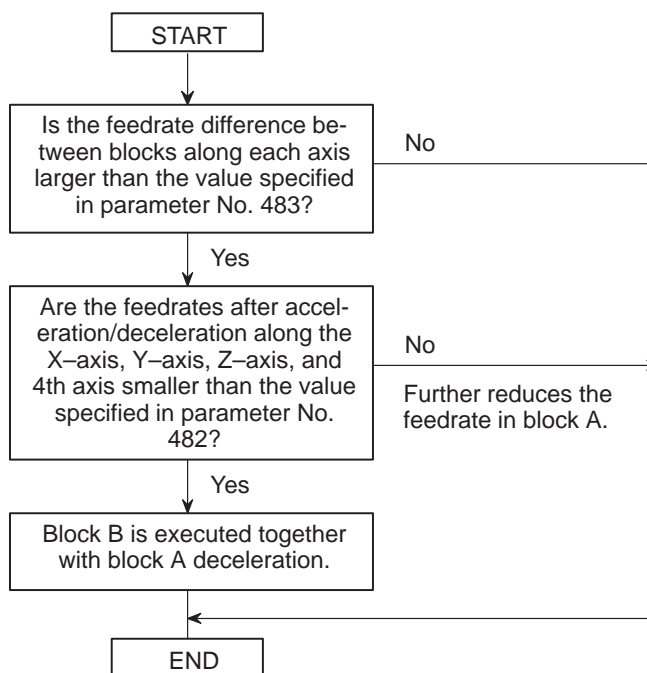 START
Is the feedrate difference be-
tween blocks along each axis
larger than the value specified
in parameter No. 483?
No
Yes
Are the feedrates after accel-
eration/deceleration along the
X–axis, Y–axis, Z–axis, and
4th axis smaller than the value
specified in parameter No.
482?
No
Further reduces the
feedrate in block A.
Yes
Block B is executed together
with block A deceleration.
END